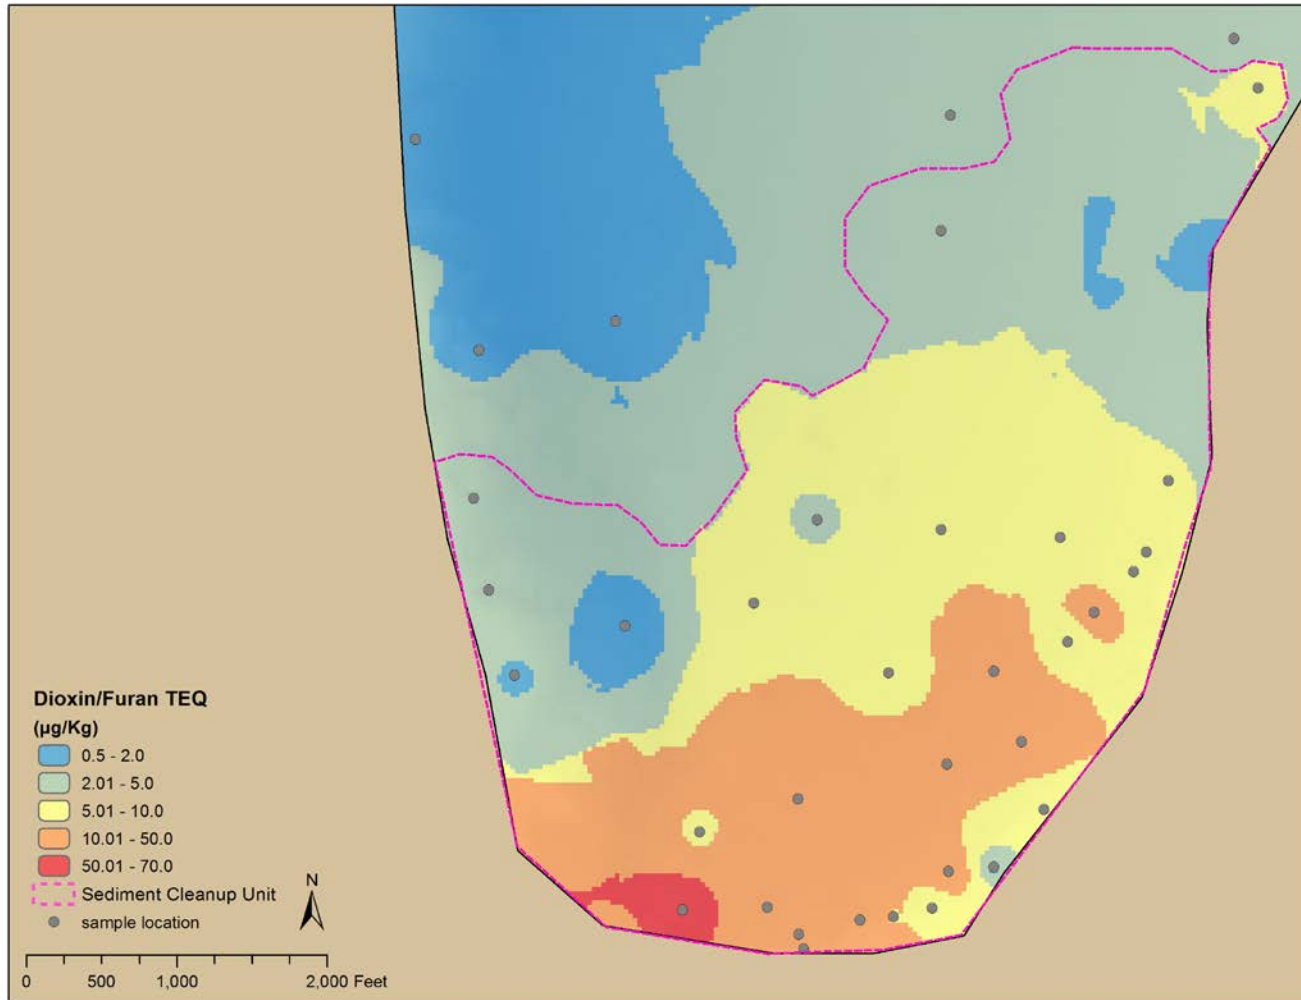 Dioxin/Furan TEQ
(µg/Kg)
0.5 - 2.0
2.01 - 5.0
5.01 - 10.0
10.01 - 50.0
50.01 - 70.0
Sediment Cleanup Unit
sample location
N
0 500 1,000 2,000 Feet